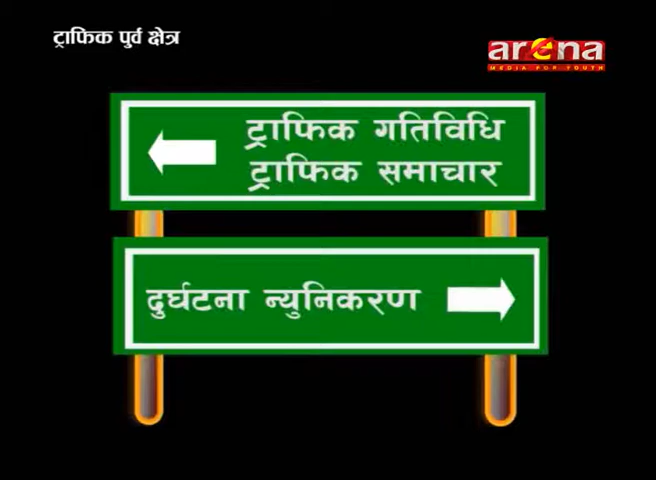 ट्राफिक पुर्व क्षेत्र
arena
MEDIA FOR YOUTH
ट्राफिक गतिविधि
ट्राफिक समाचार
दुर्घटना न्युनिकरण